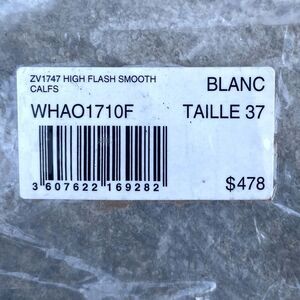 ZV1747 HIGH FLASH SMOOTH
CALFS
BLANC
WHAO1710F
TAILLE 37
3 607622 169282
$478